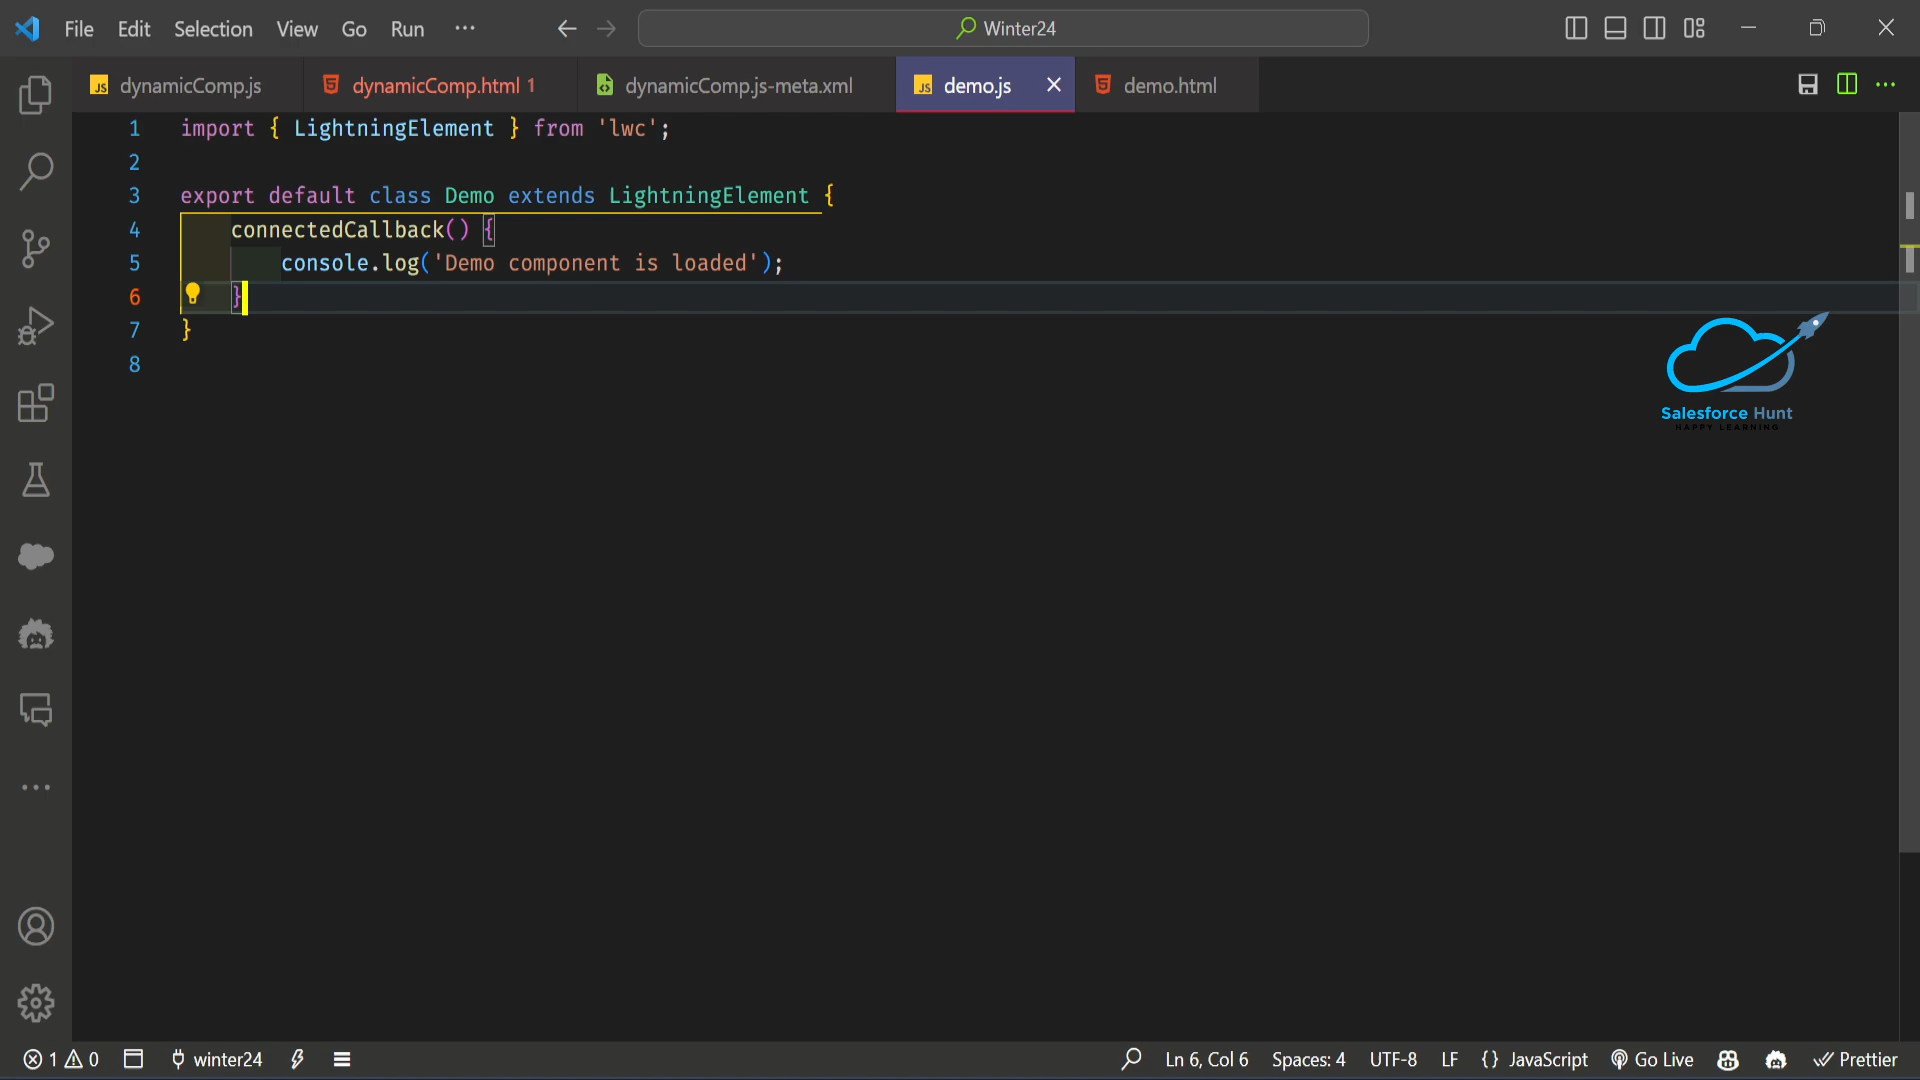 File Edit Selection View Go Run ··· Winter24
dynamicComp.js dynamicComp.html 1 dynamicComp.js-meta.xml demo.js demo.html
1 import { LightningElement } from 'lwc';
2
3 export default class Demo extends LightningElement {
4 connectedCallback() {
5 console.log('Demo component is loaded');
6 }
7 }
8
Salesforce Hunt
HAPPY LEARNING
1 0 winter24 Ln 6, Col 6 Spaces: 4 UTF-8 LF {} JavaScript Go Live Prettier